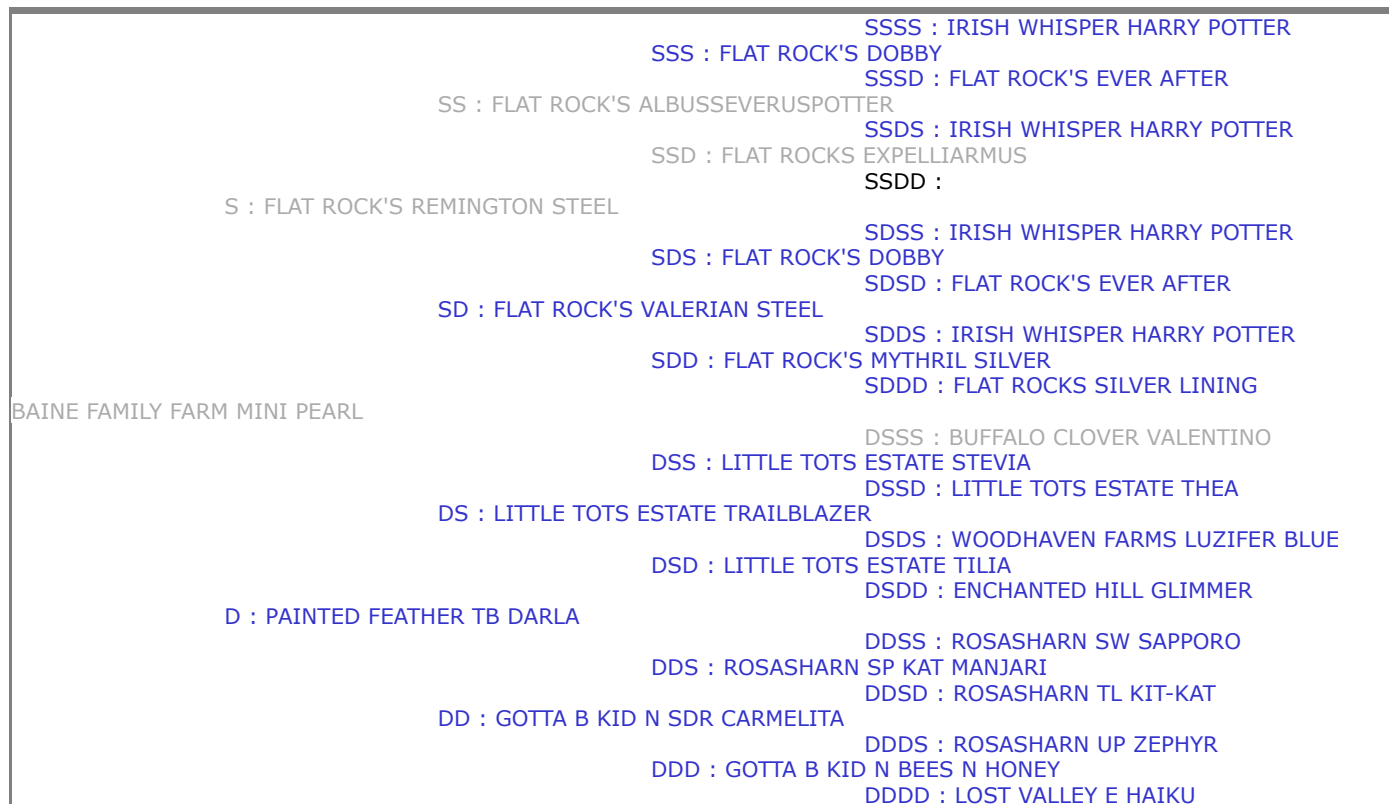 SSSS : IRISH WHISPER HARRY POTTER
SSS : FLAT ROCK'S DOBBY
SSSD : FLAT ROCK'S EVER AFTER
SS : FLAT ROCK'S ALBUSSEVERUSPOTTER
SSDS : IRISH WHISPER HARRY POTTER
SSD : FLAT ROCKS EXPELLIARMUS
SSDD :
S : FLAT ROCK'S REMINGTON STEEL
SDSS : IRISH WHISPER HARRY POTTER
SDS : FLAT ROCK'S DOBBY
SDSD : FLAT ROCK'S EVER AFTER
SD : FLAT ROCK'S VALERIAN STEEL
SDDS : IRISH WHISPER HARRY POTTER
SDD : FLAT ROCK'S MYTHRIL SILVER
SDDD : FLAT ROCKS SILVER LINING
BAINE FAMILY FARM MINI PEARL
DSSS : BUFFALO CLOVER VALENTINO
DSS : LITTLE TOTS ESTATE STEVIA
DSSD : LITTLE TOTS ESTATE THEA
DS : LITTLE TOTS ESTATE TRAILBLAZER
DSDS : WOODHAVEN FARMS LUZIFER BLUE
DSD : LITTLE TOTS ESTATE TILIA
DSDD : ENCHANTED HILL GLIMMER
D : PAINTED FEATHER TB DARLA
DDSS : ROSASHARN SW SAPPORO
DDS : ROSASHARN SP KAT MANJARI
DDSD : ROSASHARN TL KIT-KAT
DD : GOTTA B KID N SDR CARMELITA
DDDS : ROSASHARN UP ZEPHYR
DDD : GOTTA B KID N BEES N HONEY
DDDD : LOST VALLEY E HAIKU